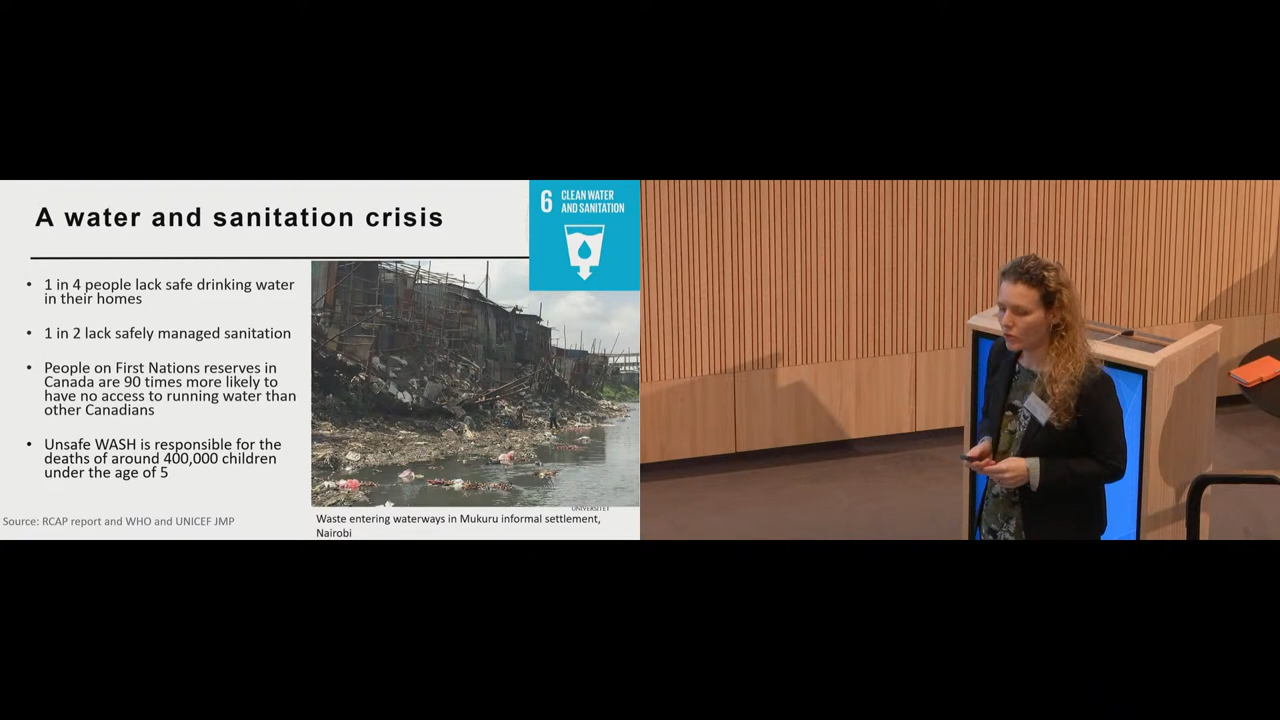 A water and sanitation crisis
6 CLEAN WATER
AND SANITATION
• 1 in 4 people lack safe drinking water
in their homes
• 1 in 2 lack safely managed sanitation
• People on First Nations reserves in
Canada are 90 times more likely to
have no access to running water than
other Canadians
• Unsafe WASH is responsible for the
deaths of around 400,000 children
under the age of 5
Source: RCAP report and WHO and UNICEF JMP
UNIVERSITET
Waste entering waterways in Mukuru informal settlement,
Nairobi